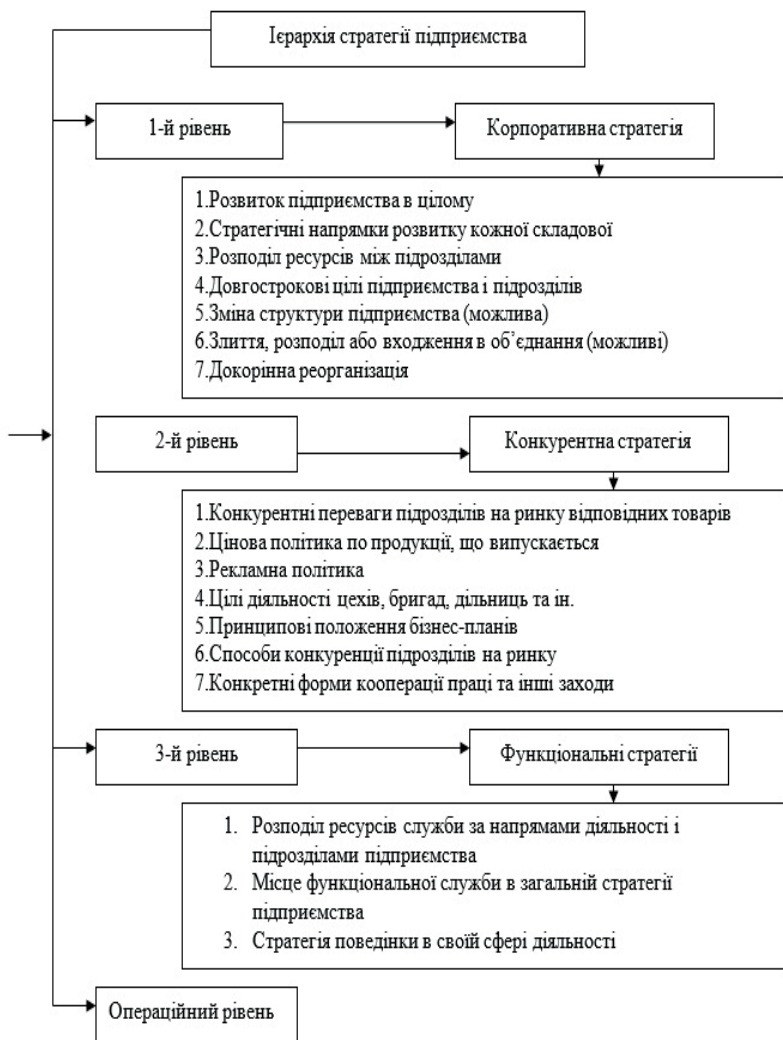 Ієрархія стратегії підприємства
1-й рівень
Корпоративна стратегія
1.Розвиток підприємства в цілому
2.Стратегічні напрямки розвитку кожної складової
3.Розподіл ресурсів між підрозділами
4.Довгострокові цілі підприємства і підрозділів
5.Зміна структури підприємства (можлива)
6.Злиття, розподіл або входження в об’єднання (можливі)
7.Докорінна реорганізація
2-й рівень
Конкурентна стратегія
1.Конкурентні переваги підрозділів на ринку відповідних товарів
2.Цінова політика по продукції, що випускається
3.Рекламна політика
4.Цілі діяльності цехів, бригад, дільниць та ін.
5.Принципові положення бізнес-планів
6.Способи конкуренції підрозділів на ринку
7.Конкретні форми кооперації праці та інші заходи
3-й рівень
Функціональні стратегії
1. Розподіл ресурсів служби за напрямами діяльності і
підрозділами підприємства
2. Місце функціональної служби в загальній стратегії
підприємства
3. Стратегія поведінки в своїй сфері діяльності
Операційний рівень